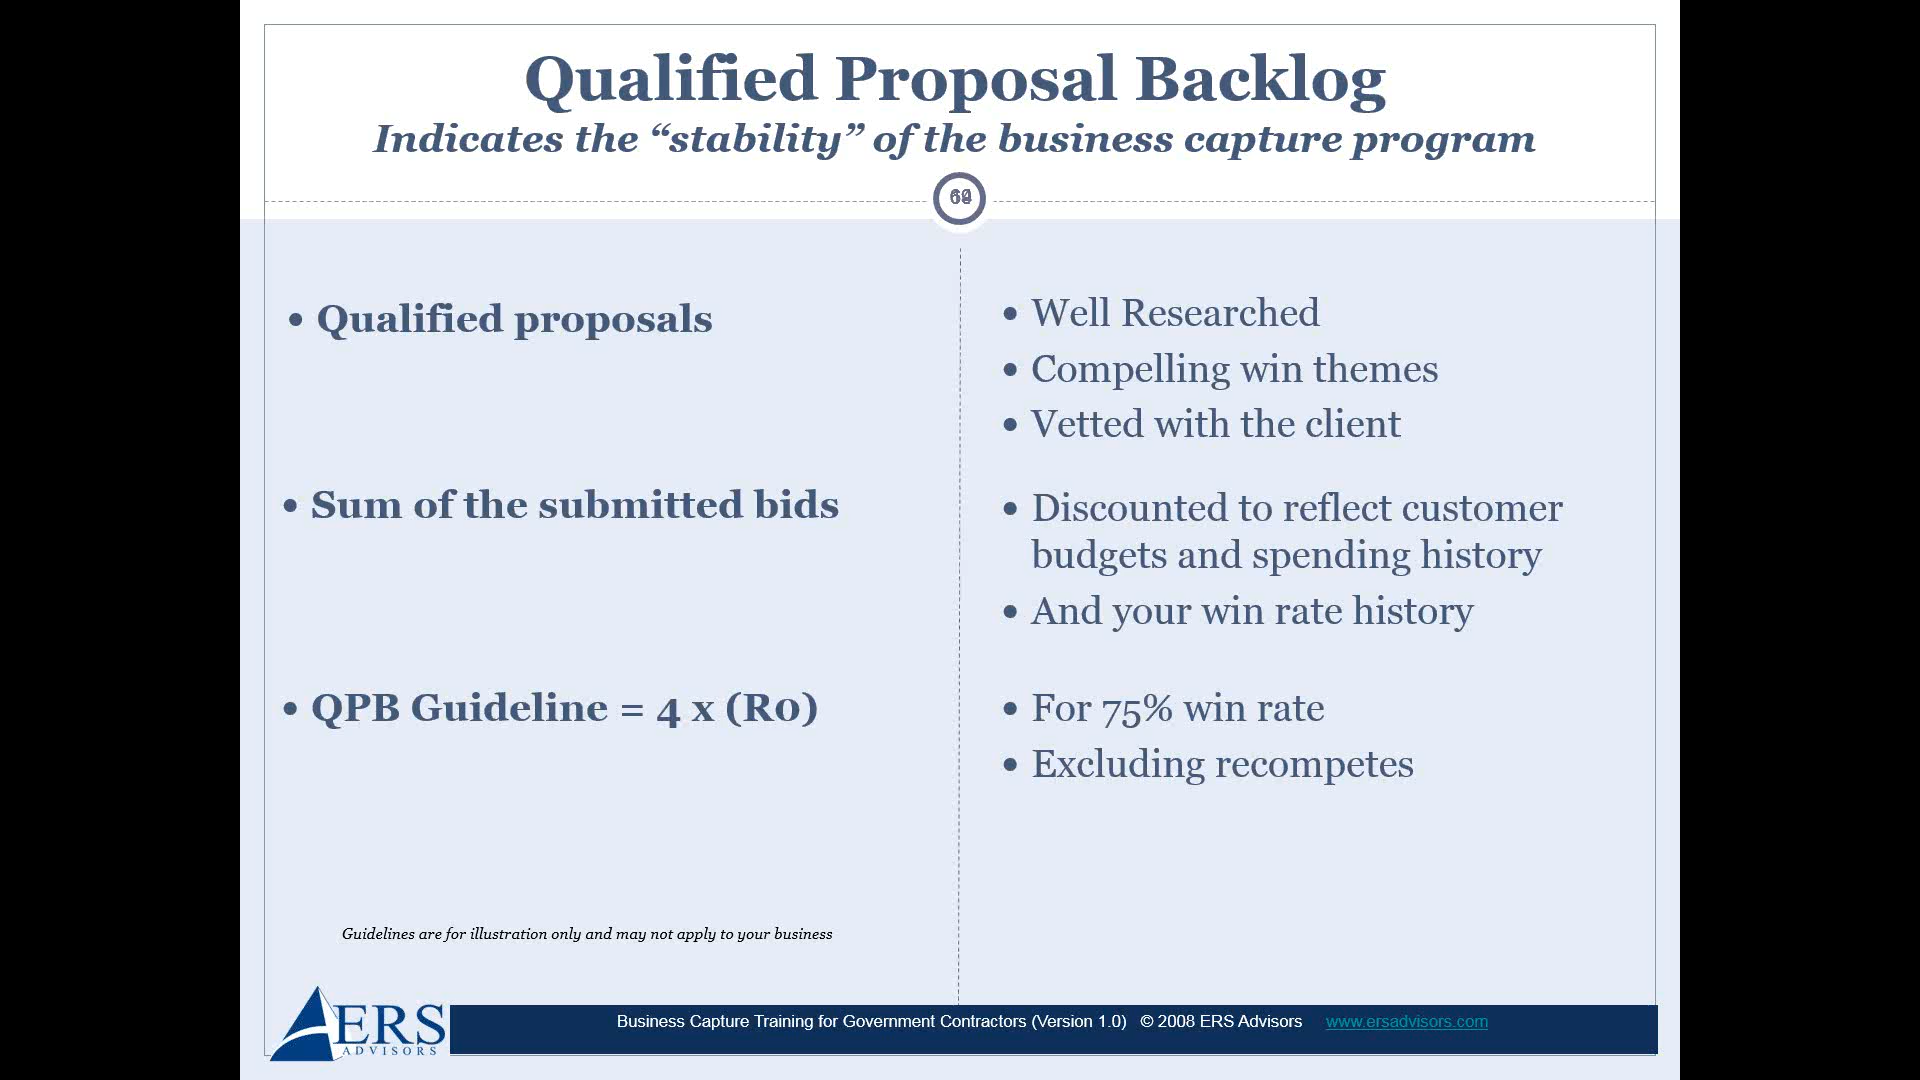 Qualified Proposal Backlog
Indicates the “stability” of the business capture program
• Qualified proposals
• Well Researched
• Compelling win themes
• Vetted with the client
• Sum of the submitted bids
• Discounted to reflect customer
budgets and spending history
• And your win rate history
• QPB Guideline = 4 x (R0)
• For 75% win rate
• Excluding recompetes
Guidelines are for illustration only and may not apply to your business
ERS
ADVISORS
Business Capture Training for Government Contractors (Version 1.0) © 2008 ERS Advisors www.ersadvisors.com